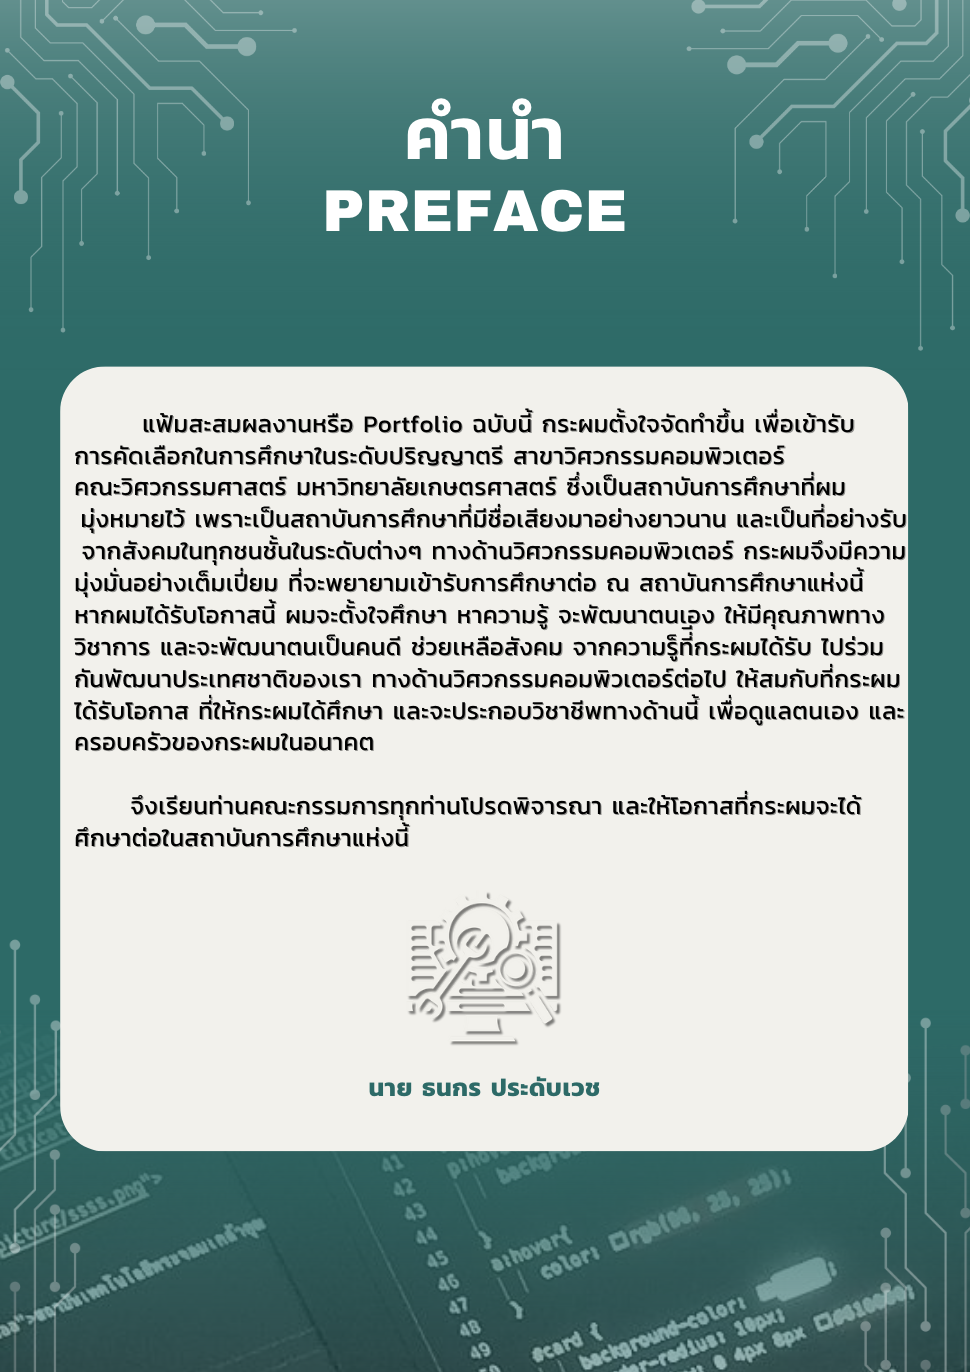 คำนำ
PREFACE
แฟ้มสะสมผลงานหรือ Portfolio ฉบับนี้ กระผมตั้งใจจัดทำขึ้น เพื่อเข้ารับ
การคัดเลือกในการศึกษาในระดับปริญญาตรี สาขาวิศวกรรมคอมพิวเตอร์
คณะวิศวกรรมศาสตร์ มหาวิทยาลัยเกษตรศาสตร์ ซึ่งเป็นสถาบันการศึกษาที่ผม
มุ่งหมายไว้ เพราะเป็นสถาบันการศึกษาที่มีชื่อเสียงมาอย่างยาวนาน และเป็นที่อย่างรับ
จากสังคมในทุกชนชั้นในระดับต่างๆ ทางด้านวิศวกรรมคอมพิวเตอร์ กระผมจึงมีความ
มุ่งมั่นอย่างเต็มเปี่ยม ที่จะพยายามเข้ารับการศึกษาต่อ ณ สถาบันการศึกษาแห่งนี้
หากผมได้รับโอกาสนี้ ผมจะตั้งใจศึกษา หาความรู้ จะพัฒนาตนเอง ให้มีคุณภาพทาง
วิชาการ และจะพัฒนาตนเป็นคนดี ช่วยเหลือสังคม กระผมได้รับ ไปร่วม
กันพัฒนาประเทศชาติของเรา ทางด้านวิศวกรรมคอมพิวเตอร์ต่อไป ให้สมกับที่กระผม
ได้รับโอกาส ที่ให้กระผมได้ศึกษา และจะประกอบวิชาชีพทางด้านนี้ เพื่อดูแลตนเอง และ
ครอบครัวของกระผมในอนาคต
จึงเรียนท่านคณะกรรมการทุกท่านโปรดพิจารณา และให้โอกาสที่กระผมจะได้
ศึกษาต่อในสถาบันการศึกษาแห่งนี้
นาย ธนกร ประดับเวช
picture/ssss.png">
41
42
43
44 }
45 a:hover{
46 color:
47 }
48
49 #card {
background-color: